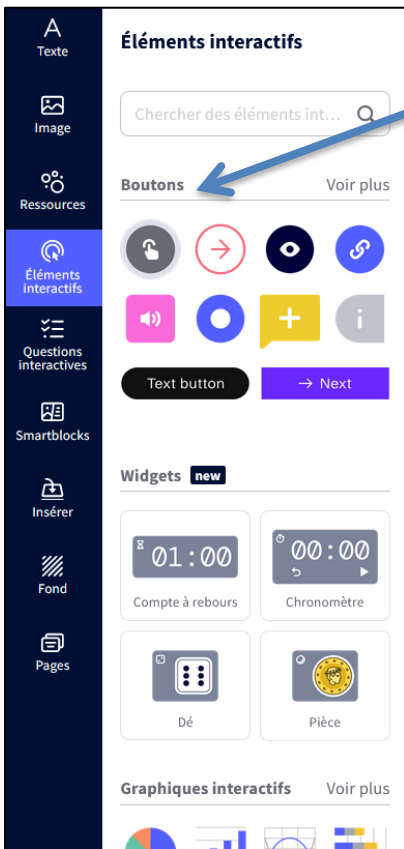 Texte
Image
Ressources
Éléments
interactifs
Questions
interactives
Smartblocks
Insérer
Fond
Pages
Éléments interactifs
Chercher des éléments int...
Boutons Voir plus
i
Text button → Next
Widgets new
01:00 00:00
Compte à rebours Chronomètre
Dé Pièce
Graphiques interactifs Voir plus